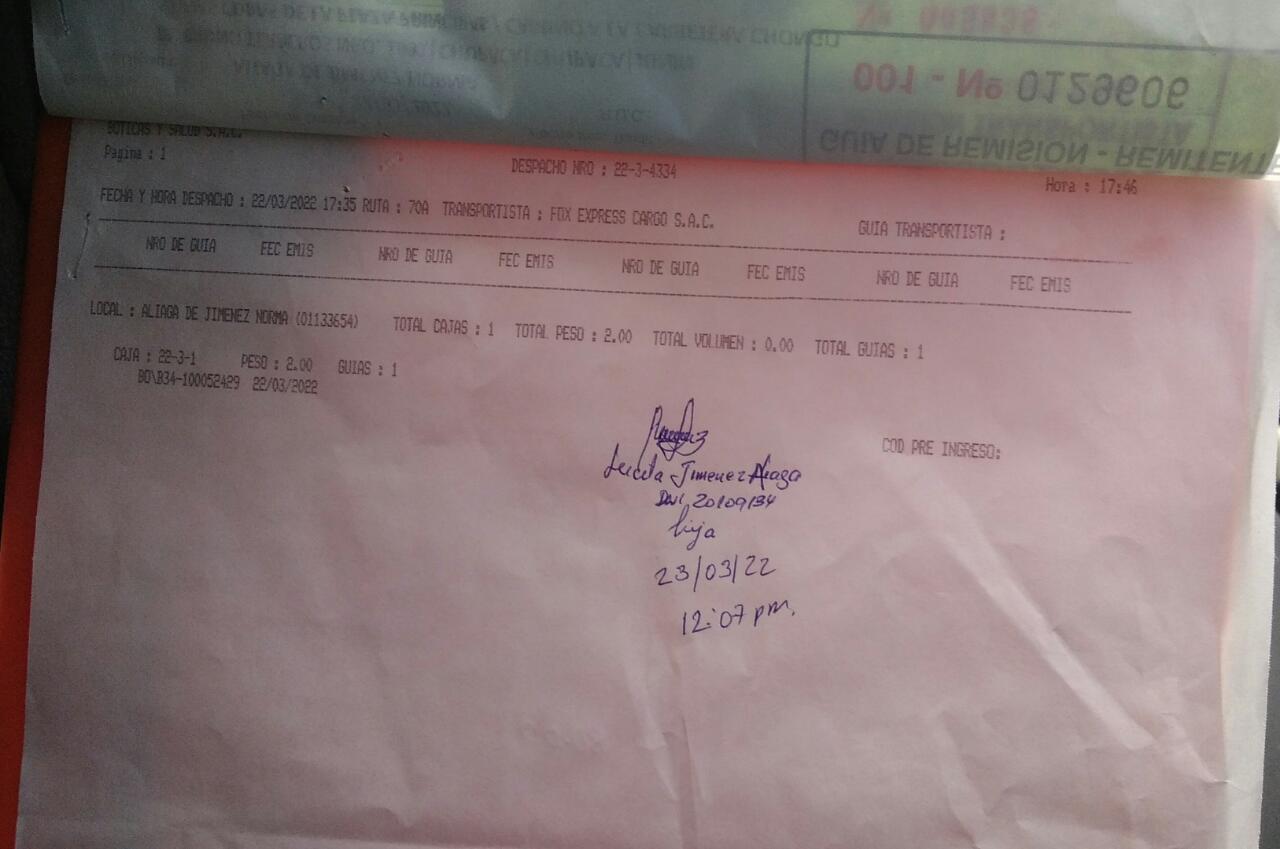 001 - Nº 0129606
GUIA DE REMISIÓN - REMITENTE
BOTICAS Y SALUD S.A.C.
Pagina : 1
DESPACHO NRO : 22-3-4334
Hora : 17:46
FECHA Y HORA DESPACHO : 22/03/2022 17:35 RUTA : 70A TRANSPORTISTA : FOX EXPRESS CARGO S.A.C.
GUIA TRANSPORTISTA :
NRO DE GUIA FEC EMIS NRO DE GUIA FEC EMIS NRO DE GUIA FEC EMIS NRO DE GUIA FEC EMIS
LOCAL : ALIAGA DE JIMENEZ NORMA (01133654) TOTAL CAJAS : 1 TOTAL PESO : 2.00 TOTAL VOLUMEN : 0.00 TOTAL GUIAS : 1
CAJA : 22-3-1 PESO : 2.00 GUIAS : 1
BO\B34-100052429 22/03/2022
COD PRE INGRESO:
Jimenez Aliaga
DNI 20109134
hija
23/03/22
12:07 pm.